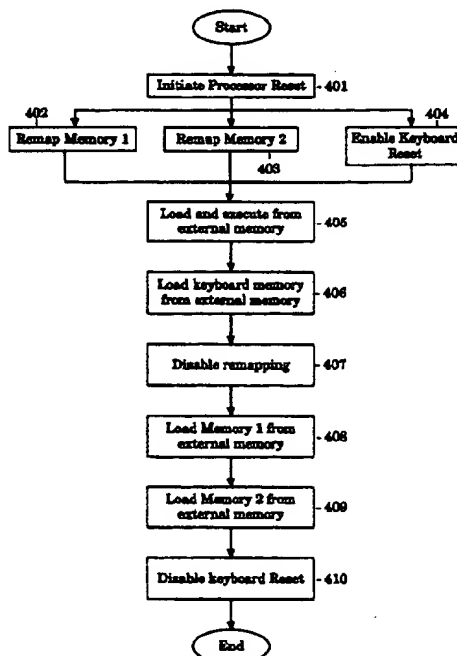 Start
Initiate Processor Reset
401
402
404
Remap Memory 1
Remap Memory 2
Enable Keyboard
Reset
403
Load and execute from
external memory
405
Load keyboard memory
from external memory
406
Disable remapping
407
Load Memory 1 from
external memory
408
Load Memory 2 from
external memory
409
Disable keyboard Reset
410
End